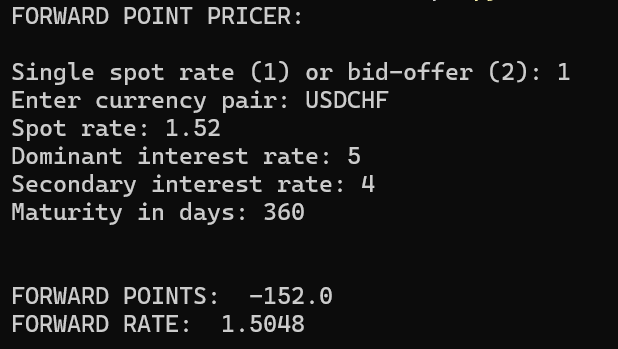 FORWARD POINT PRICER:
Single spot rate (1) or bid-offer (2): 1
Enter currency pair: USDCHF
Spot rate: 1.52
Dominant interest rate: 5
Secondary interest rate: 4
Maturity in days: 360
FORWARD POINTS:  -152.0
FORWARD RATE:  1.5048